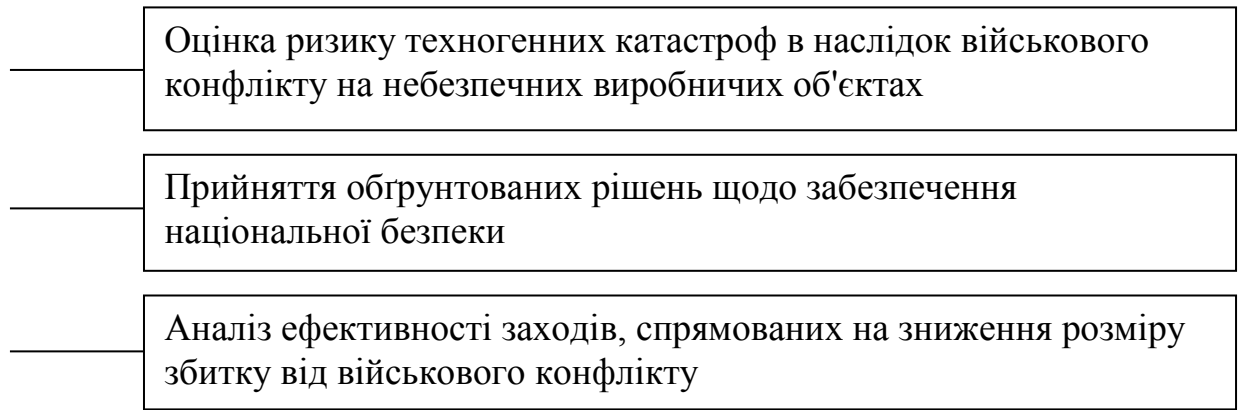 Оцінка ризику техногенних катастроф в наслідок військового
конфлікту на небезпечних виробничих об'єктах
Прийняття обґрунтованих рішень щодо забезпечення
національної безпеки
Аналіз ефективності заходів, спрямованих на зниження розміру
збитку від військового конфлікту